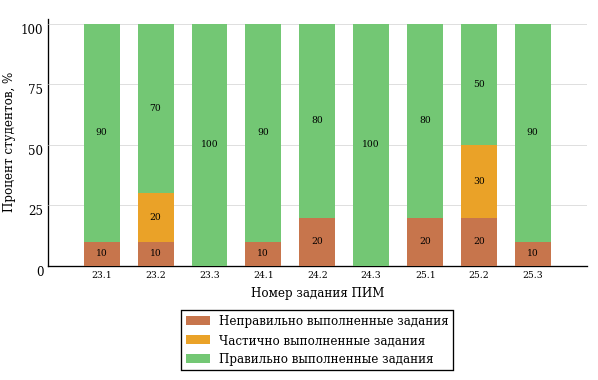 Процент студентов, %
100
75
50
25
0
90 70 100 90 80 100 80 50 90
20 30
10 10 10 20 20 20 10
23.1 23.2 23.3 24.1 24.2 24.3 25.1 25.2 25.3
Номер задания ПИМ
Неправильно выполненные задания
Частично выполненные задания
Правильно выполненные задания